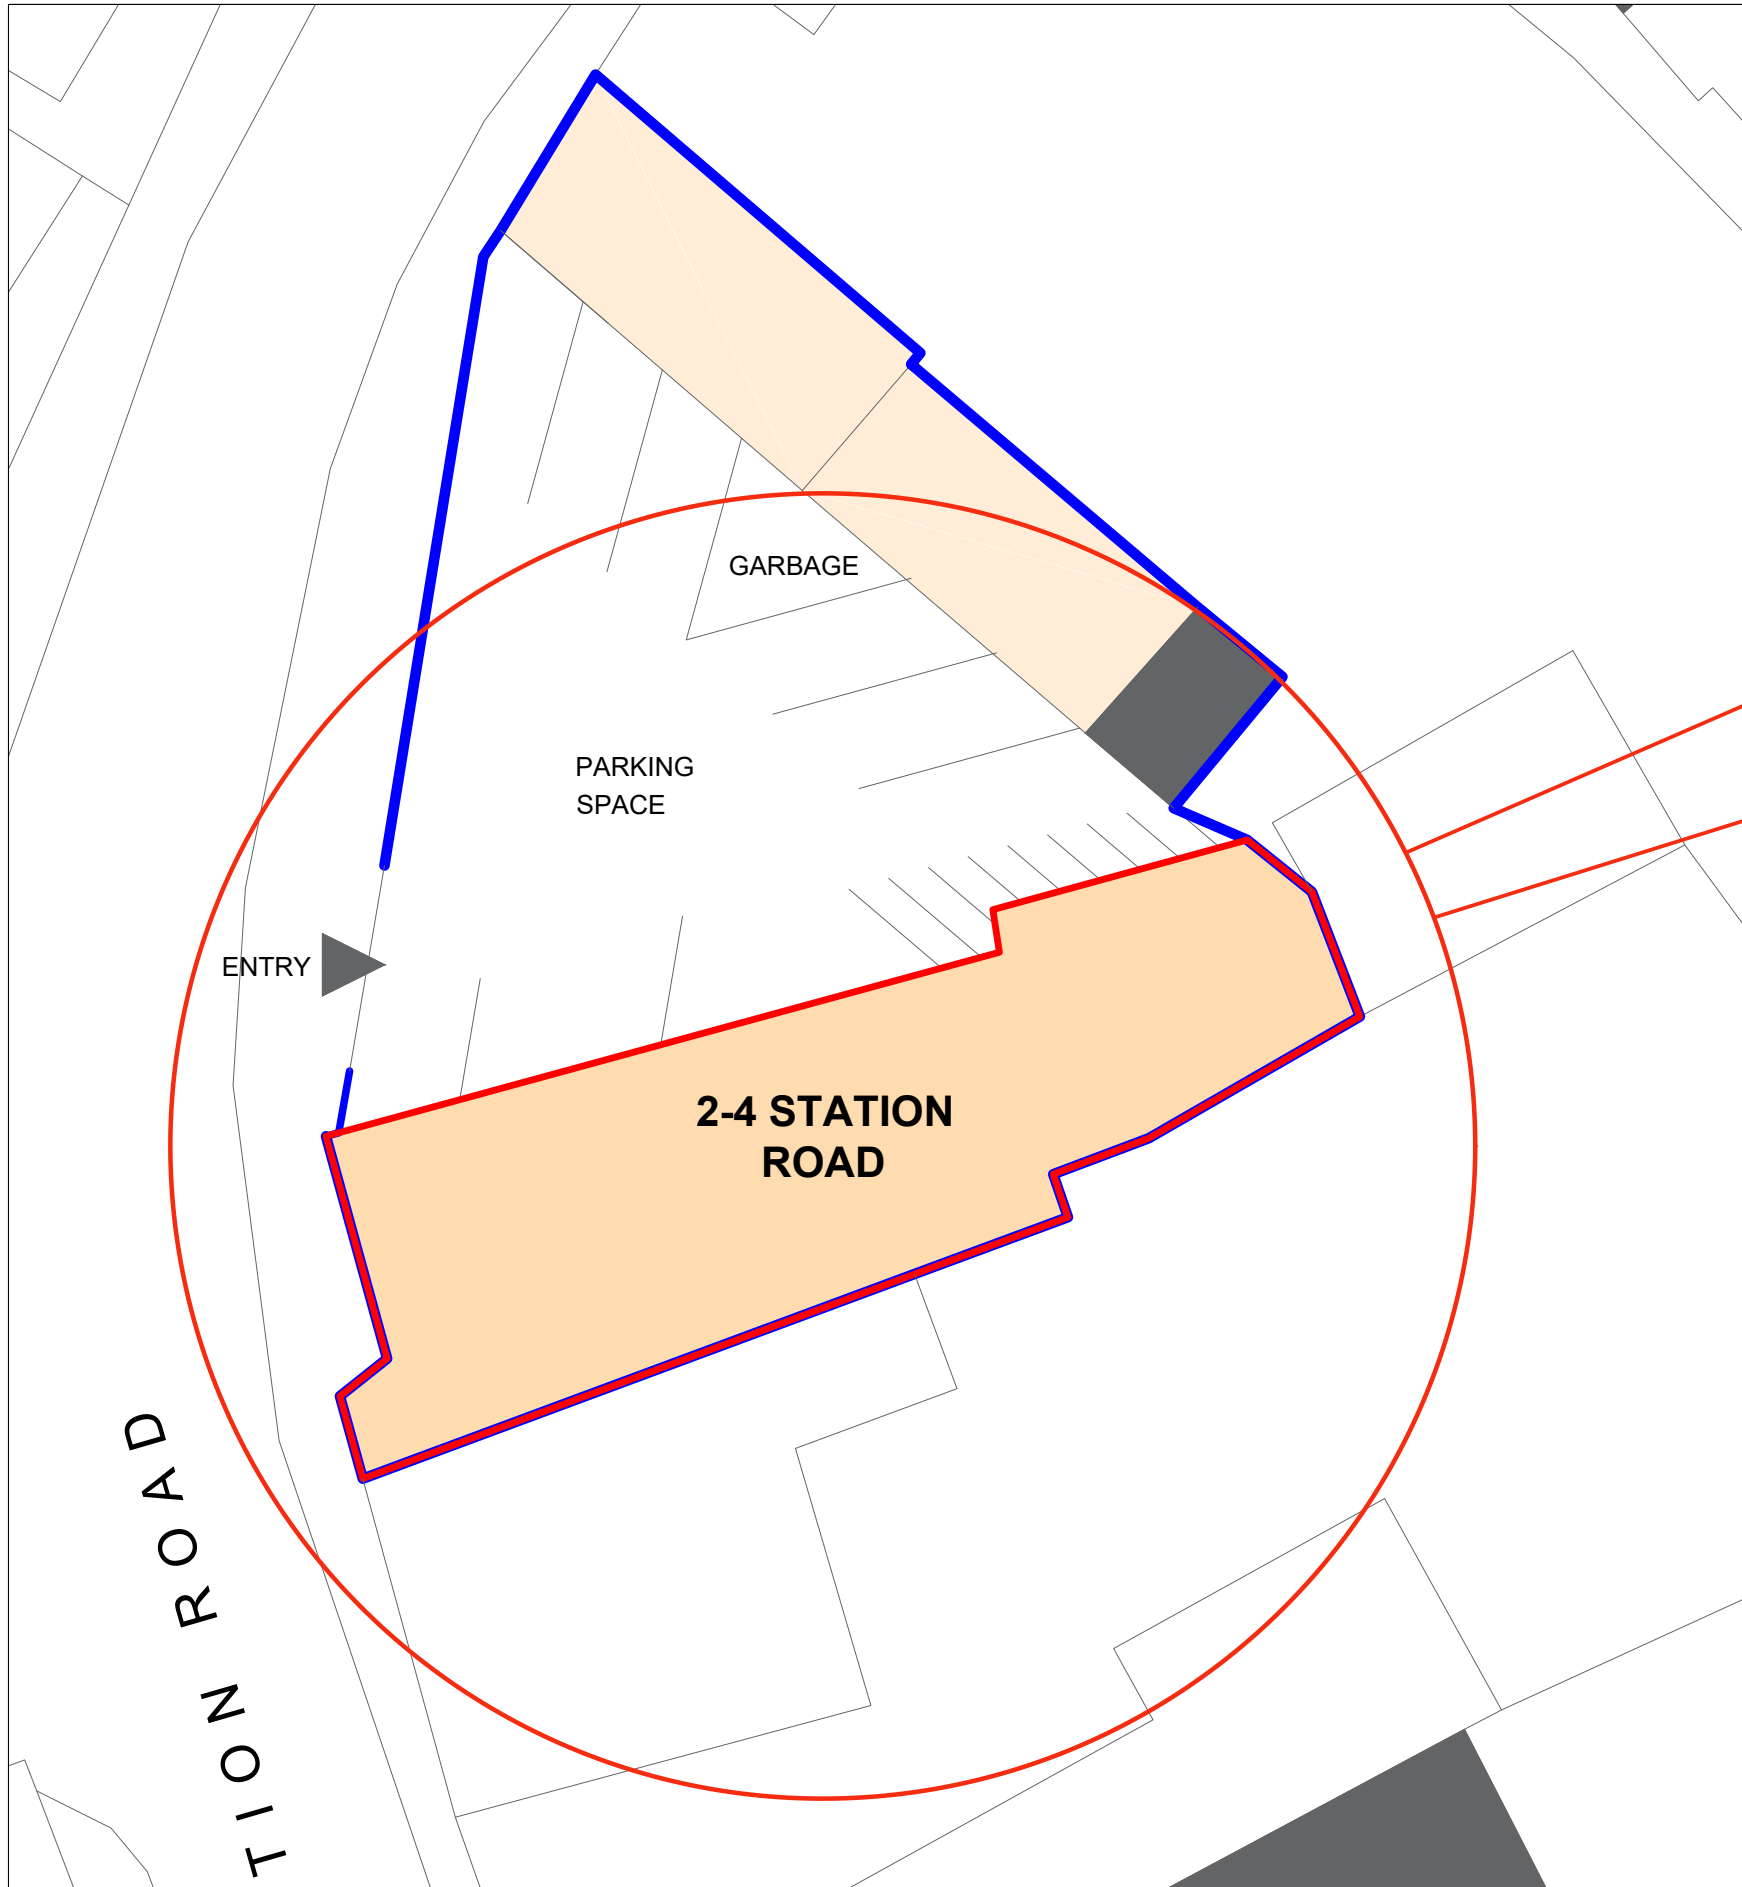 GARBAGE
PARKING
SPACE
ENTRY
2-4 STATION
ROAD
TION ROAD